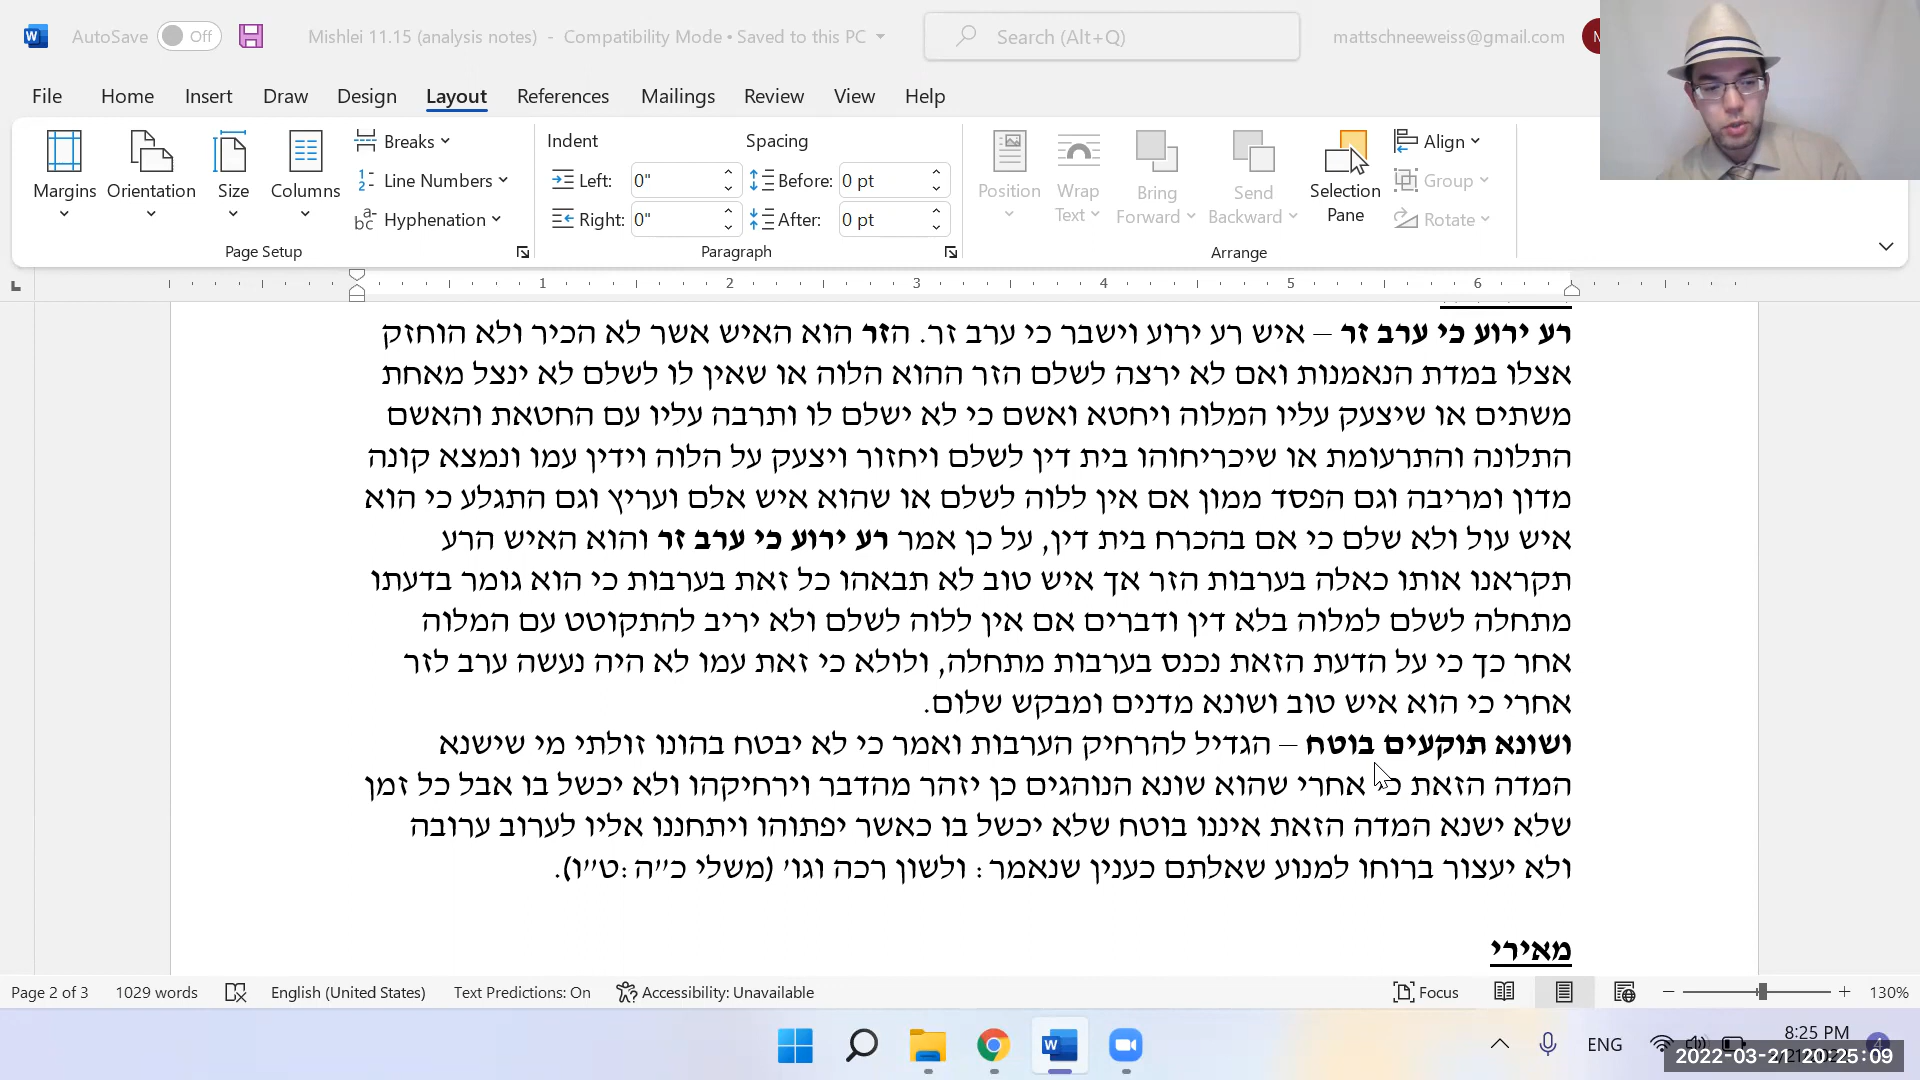 AutoSave Off Mishlei 11.15 (analysis notes) - Compatibility Mode • Saved to this PC Search (Alt+Q) mattschneeweiss@gmail.com
File Home Insert Draw Design Layout References Mailings Review View Help
Margins Orientation Size Columns Breaks Line Numbers Hyphenation
Page Setup
Indent Spacing
Left: 0" Before: 0 pt
Right: 0" After: 0 pt
Paragraph
Position Wrap Text Bring Forward Send Backward Selection Pane Align Group Rotate
Arrange
1 2 3 4 5 6
רע ירוע כי ערב זר – איש רע ירוע וישבר כי ערב זר. הזר הוא האיש אשר לא הכיר ולא הוחזק
אצלו במדת הנאמנות ואם לא ירצה לשלם הזר ההוא הלוה או שאין לו לשלם לא ינצל מאחת
משתים או שיצעק עליו המלוה ויחטא ואשם כי לא ישלם לו ותרבה עליו עם החטאת והאשם
התלונה והתרעומת או שיכריחוהו בית דין לשלם ויחזור ויצעק על הלוה וידין עמו ונמצא קונה
מדון ומריבה וגם הפסד ממון אם אין ללוה לשלם או שהוא איש אלם ועריץ וגם התגלע כי הוא
איש עול ולא שלם כי אם בהכרח בית דין, על כן אמר רע ירוע כי ערב זר והוא האיש הרע
תקראנו אותו כאלה בערבות הזר אך איש טוב לא תבאהו כל זאת בערבות כי הוא גומר בדעתו
מתחלה לשלם למלוה בלא דין ודברים אם אין ללוה לשלם ולא יריב להתקוטט עם המלוה
אחר כך כי על הדעת הזאת נכנס בערבות מתחלה, ולולא כי זאת עמו לא היה נעשה ערב לזר
אחרי כי הוא איש טוב ושונא מדנים ומבקש שלום.
ושונא תוקעים בוטח – הגדיל להרחיק הערבות ואמר כי לא יבטח בהונו זולתי מי שישנא
המדה הזאת כי אחרי שהוא שונא הנוהגים כן יזהר מהדבר וירחיקהו ולא יכשל בו אבל כל זמן
שלא ישנא המדה הזאת איננו בוטח שלא יכשל בו כאשר יפתוהו ויתחננו אליו לערוב ערובה
ולא יעצור ברוחו למנוע שאלתם כענין שנאמר: ולשון רכה וגו' (משלי כ״ה:ט״ו).
מאירי
Page 2 of 3 1029 words English (United States) Text Predictions: On Accessibility: Unavailable Focus 130%
ENG 8:25 PM
2022-03-21 20:25:09